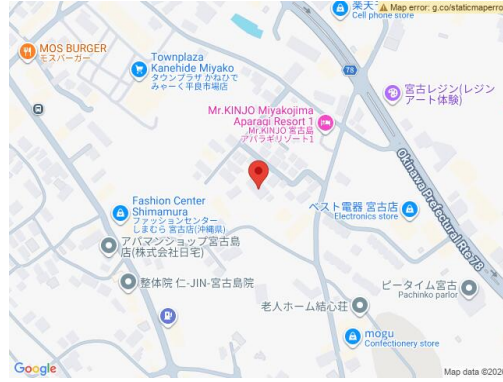 楽天モ
Cell phone store
Map error: g.co/staticmaperro
MOS BURGER
モスバーガー
Townplaza
Kanehide Miyako
タウンプラザ かねひで
みゃーく平良市場店
78
宮古レジン(レジ
ンアート体験)
Mr.KINJO Miyakojima
Aparagi Resort 1
Mr.KINJO 宮古島
アパラギリゾート1
Okinawa Prefectural Rte 78
Fashion Center
Shimamura
ファッションセンター
しまむら 宮古店(沖縄県)
ベスト電器 宮古店
Electronics store
アパマンショップ宮古島
店(株式会社日宅)
整体院 仁-JIN-宮古島院
ピータイム宮古
Pachinko parlor
老人ホーム結心荘
78
mogu
Confectionery store
Google
Map data ©202